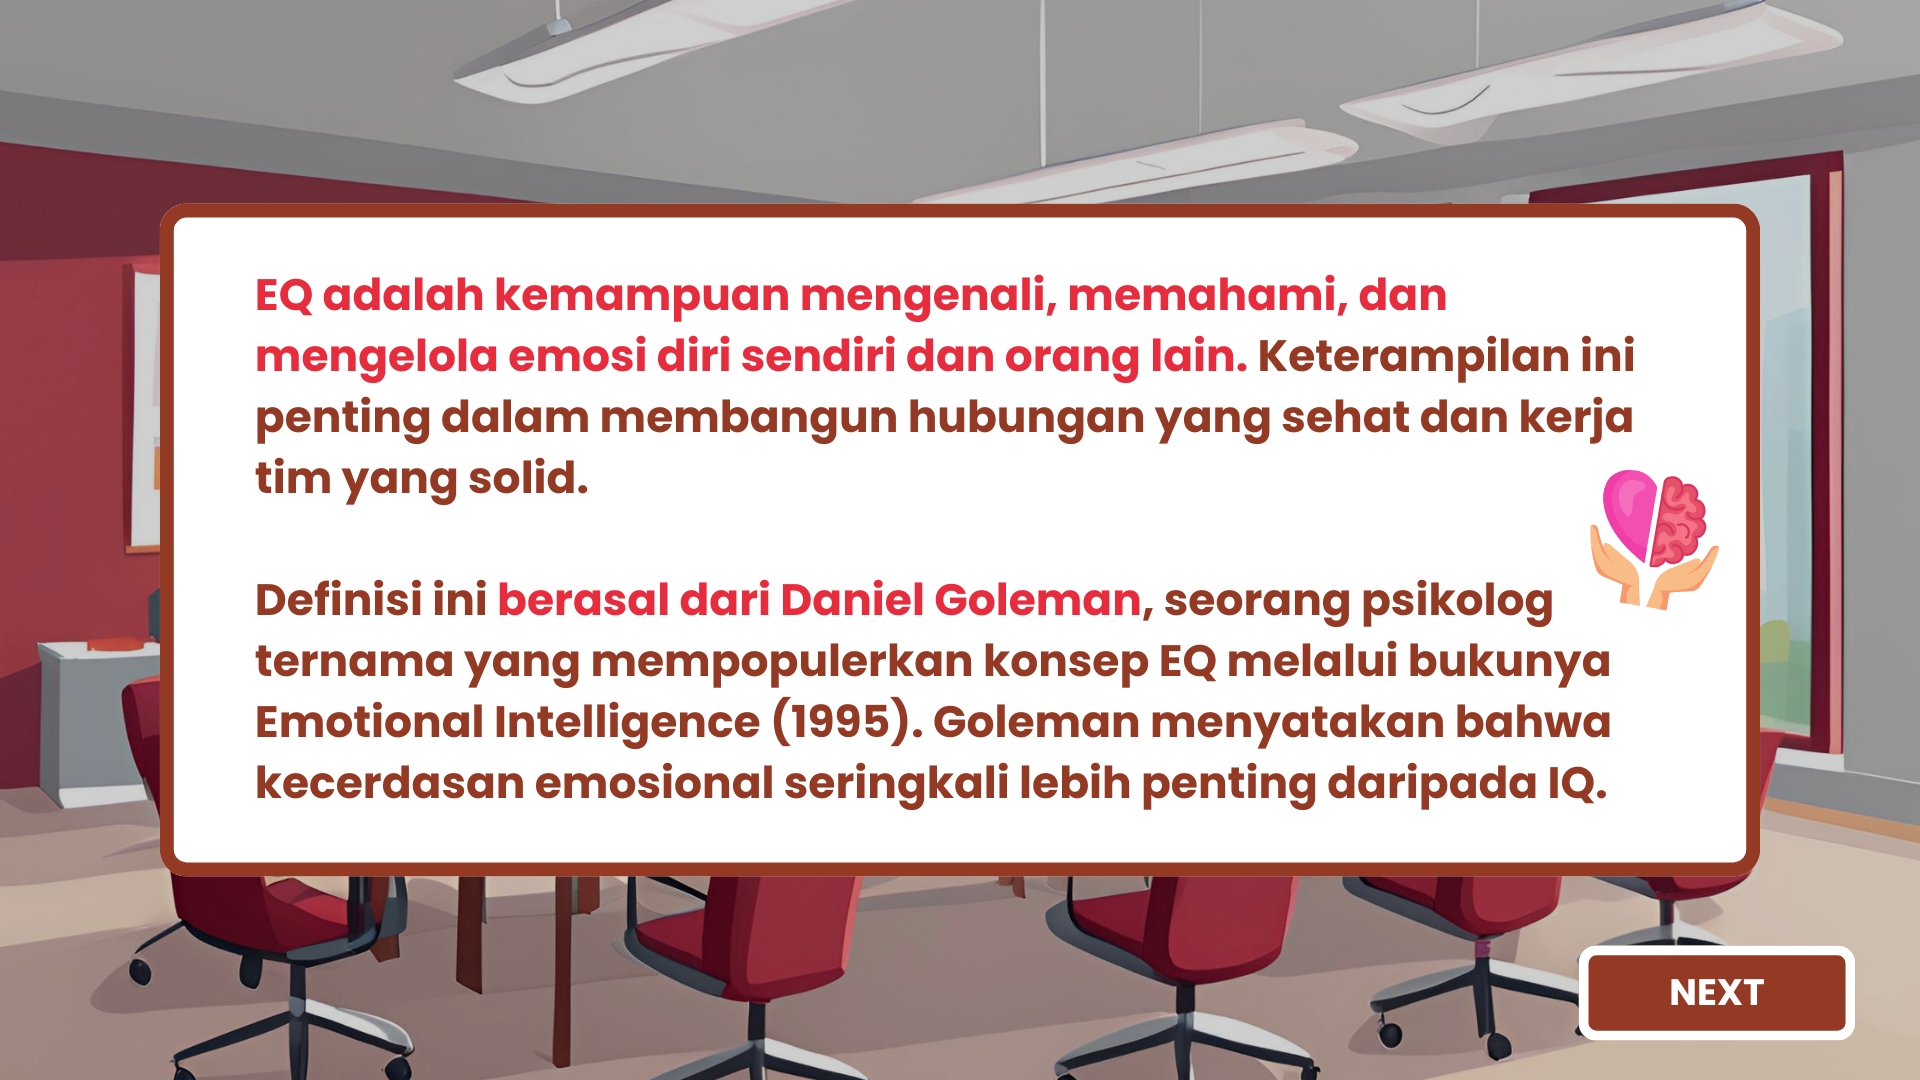 EQ adalah kemampuan mengenali, memahami, dan
mengelola emosi diri sendiri dan orang lain. Keterampilan ini
penting dalam membangun hubungan yang sehat dan kerja
tim yang solid.
Definisi ini berasal dari Daniel Goleman, seorang psikolog
ternama yang mempopulerkan konsep EQ melalui bukunya
Emotional Intelligence (1995). Goleman menyatakan bahwa
kecerdasan emosional seringkali lebih penting daripada IQ.
NEXT